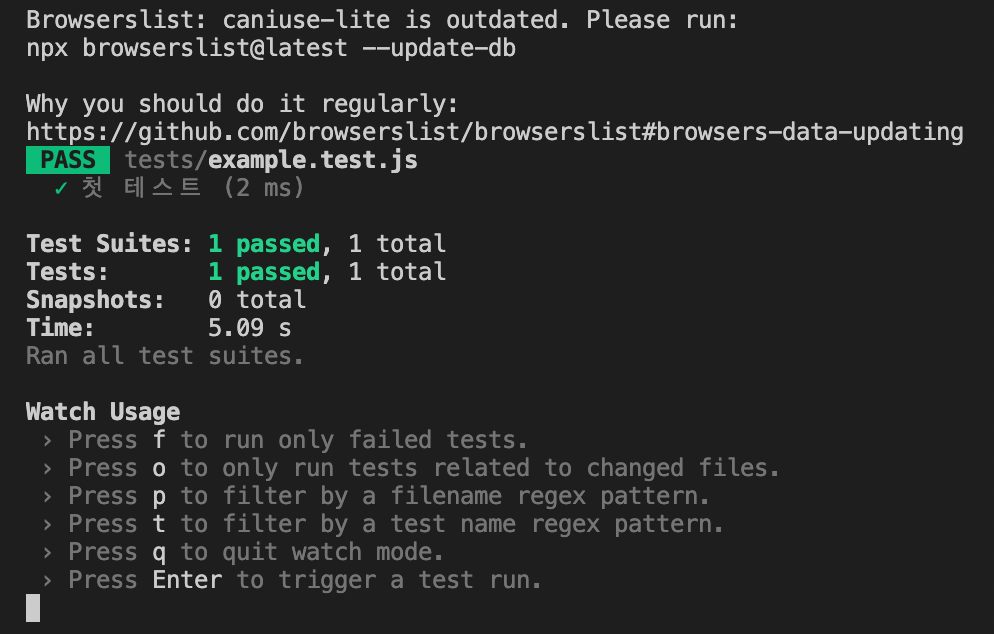 Browserslist: caniuse-lite is outdated. Please run:
npx browserslist@latest --update-db
Why you should do it regularly:
https://github.com/browserslist/browserslist#browsers-data-updating
PASS tests/example.test.js
✓ 첫 테스트 (2 ms)
Test Suites: 1 passed, 1 total
Tests: 1 passed, 1 total
Snapshots: 0 total
Time: 5.09 s
Ran all test suites.
Watch Usage
› Press f to run only failed tests.
› Press o to only run tests related to changed files.
› Press p to filter by a filename regex pattern.
› Press t to filter by a test name regex pattern.
› Press q to quit watch mode.
› Press Enter to trigger a test run.